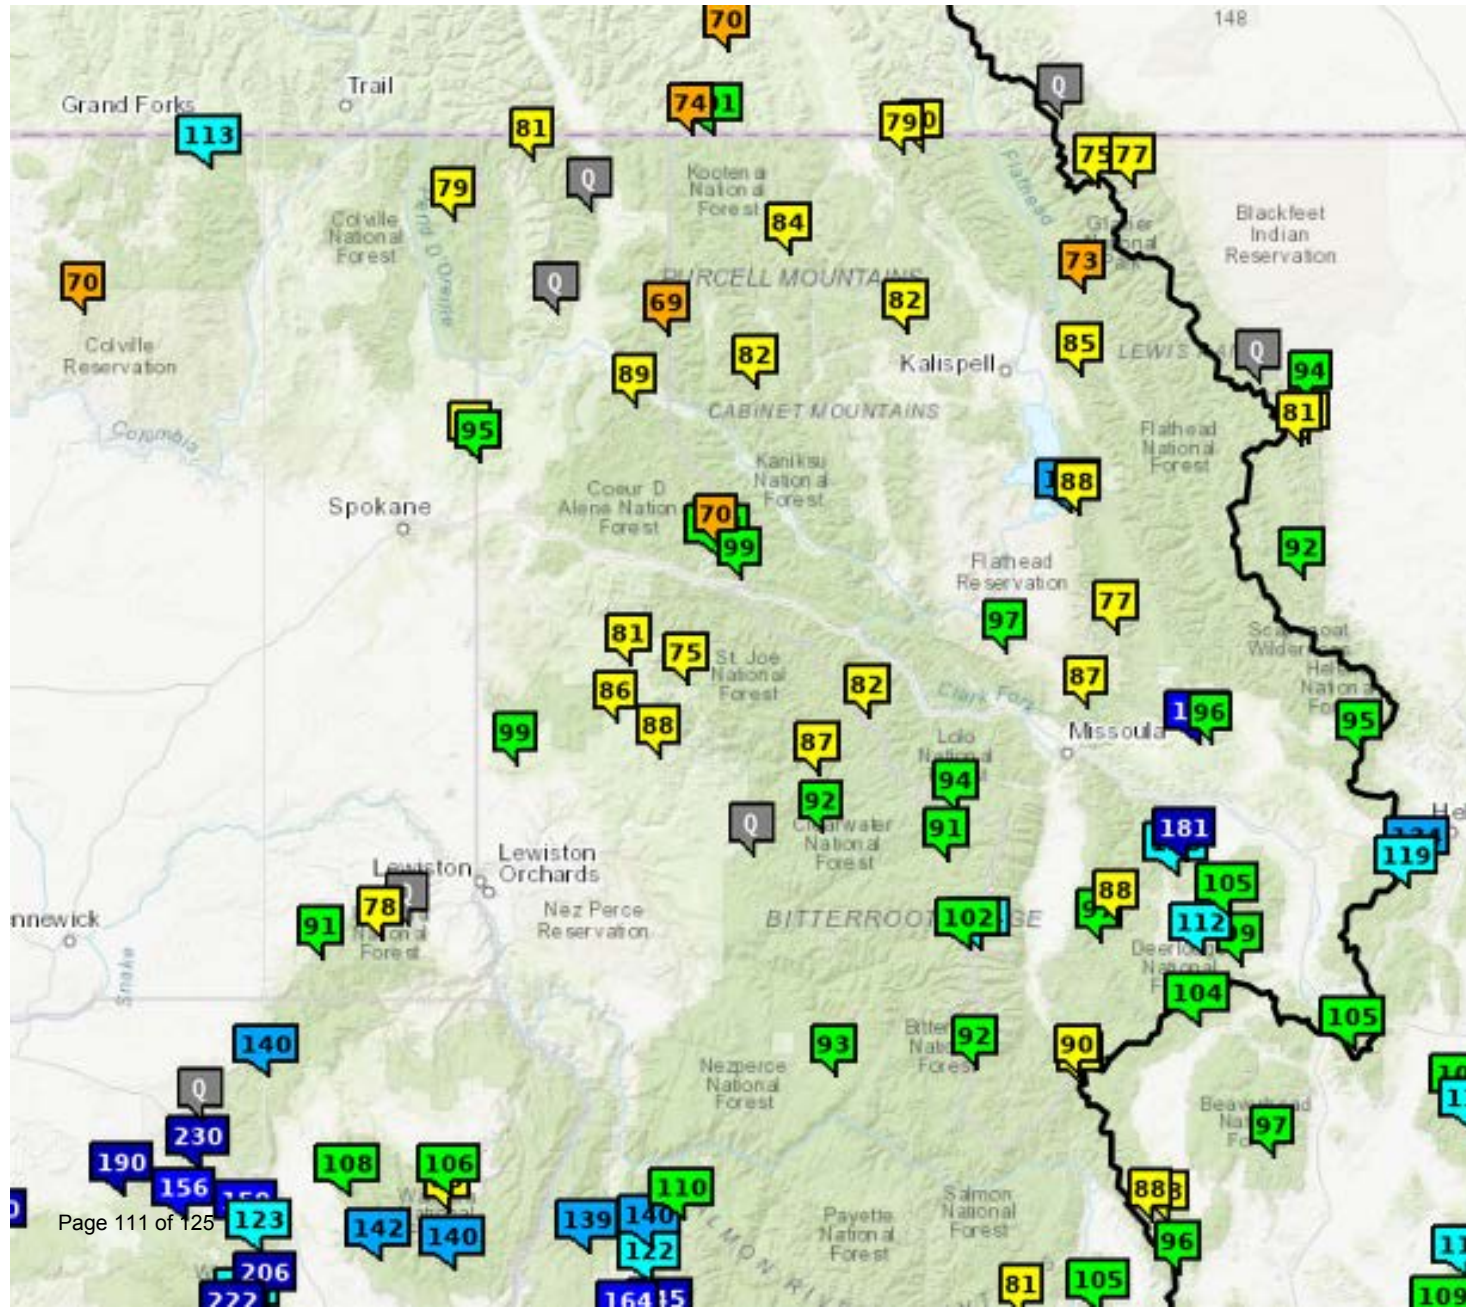 70
148
Trail
Grand Forks
74
113
81
79
Q
75
77
Q
79
Kootenai
National
Forest
Flathead
Colville
National
Forest
84
Blackfeet
Indian
Reservation
70
Q
PURCELL MOUNTAINS
73
69
82
Colville
Reservation
82
85
Kalispell
Q
94
89
CABINET MOUNTAINS
81
95
Columbia
Flathead
National
Forest
Kaniksu
National
Forest
88
Coeur D
Alene Nation
Forest
Spokane
70
99
92
Flathead
Reservation
77
97
81
75
St. Joe
National
Forest
86
82
87
Clark Fork
88
99
87
Missoula
96
95
Lolo
National
94
92
Q
91
Clearwater
National
Forest
181
119
Lewiston
Lewiston
Orchards
105
88
78
91
National
Forest
Nez Perce
Reservation
102
112
nnewick
Snake
104
105
140
93
92
90
Nezperce
National
Forest
Q
230
97
190
108
106
156
110
88
Page 111 of 125
123
142
140
139
140
122
Payette
National
Forest
Salmon
National
Forest
96
206
222
164
81
105
109